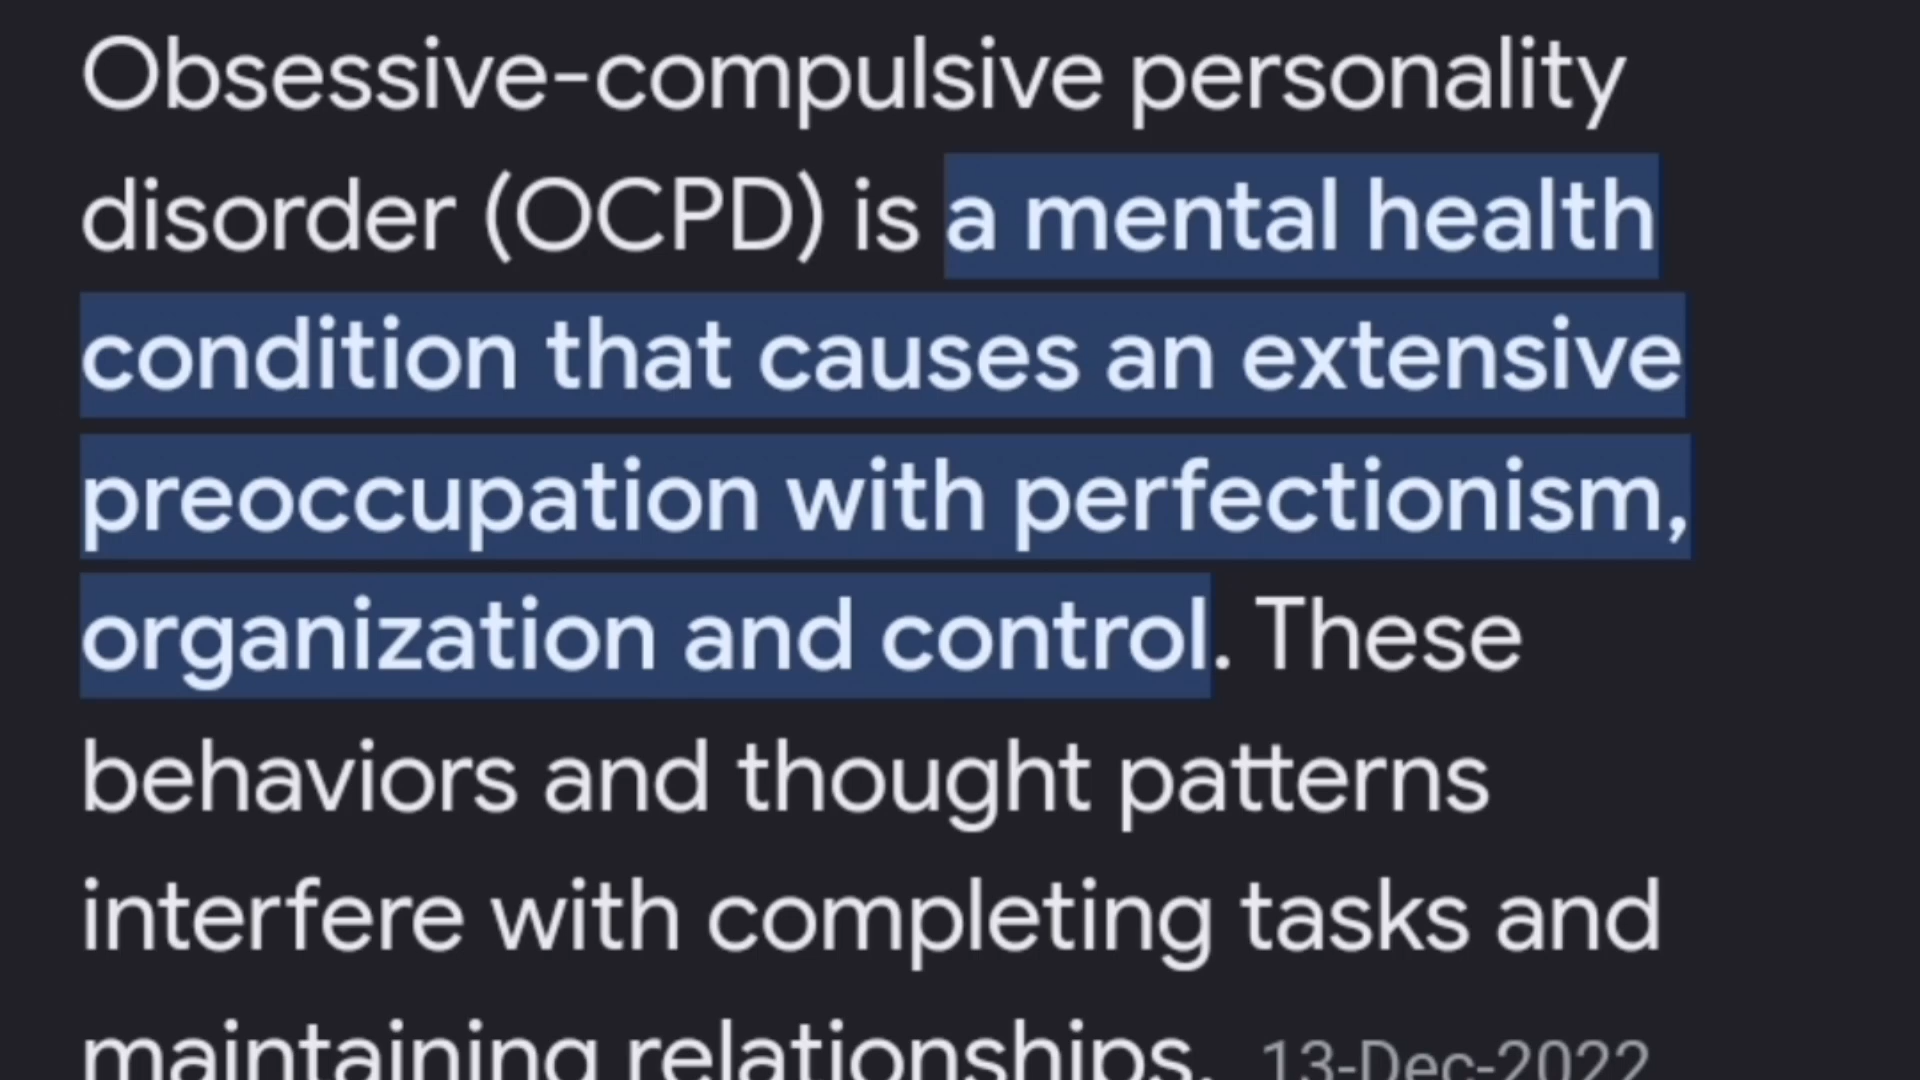 Obsessive-compulsive personality
disorder (OCPD) is a mental health
condition that causes an extensive
preoccupation with perfectionism,
organization and control. These
behaviors and thought patterns
interfere with completing tasks and
maintaining relationships. 13-Dec-2022